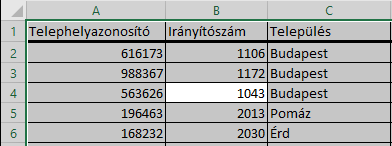 A B C
1 Telephelyazonosító Irányítószám Település
2 616173 1106 Budapest
3 988367 1172 Budapest
4 563626 1043 Budapest
5 196463 2013 Pomáz
6 168232 2030 Érd